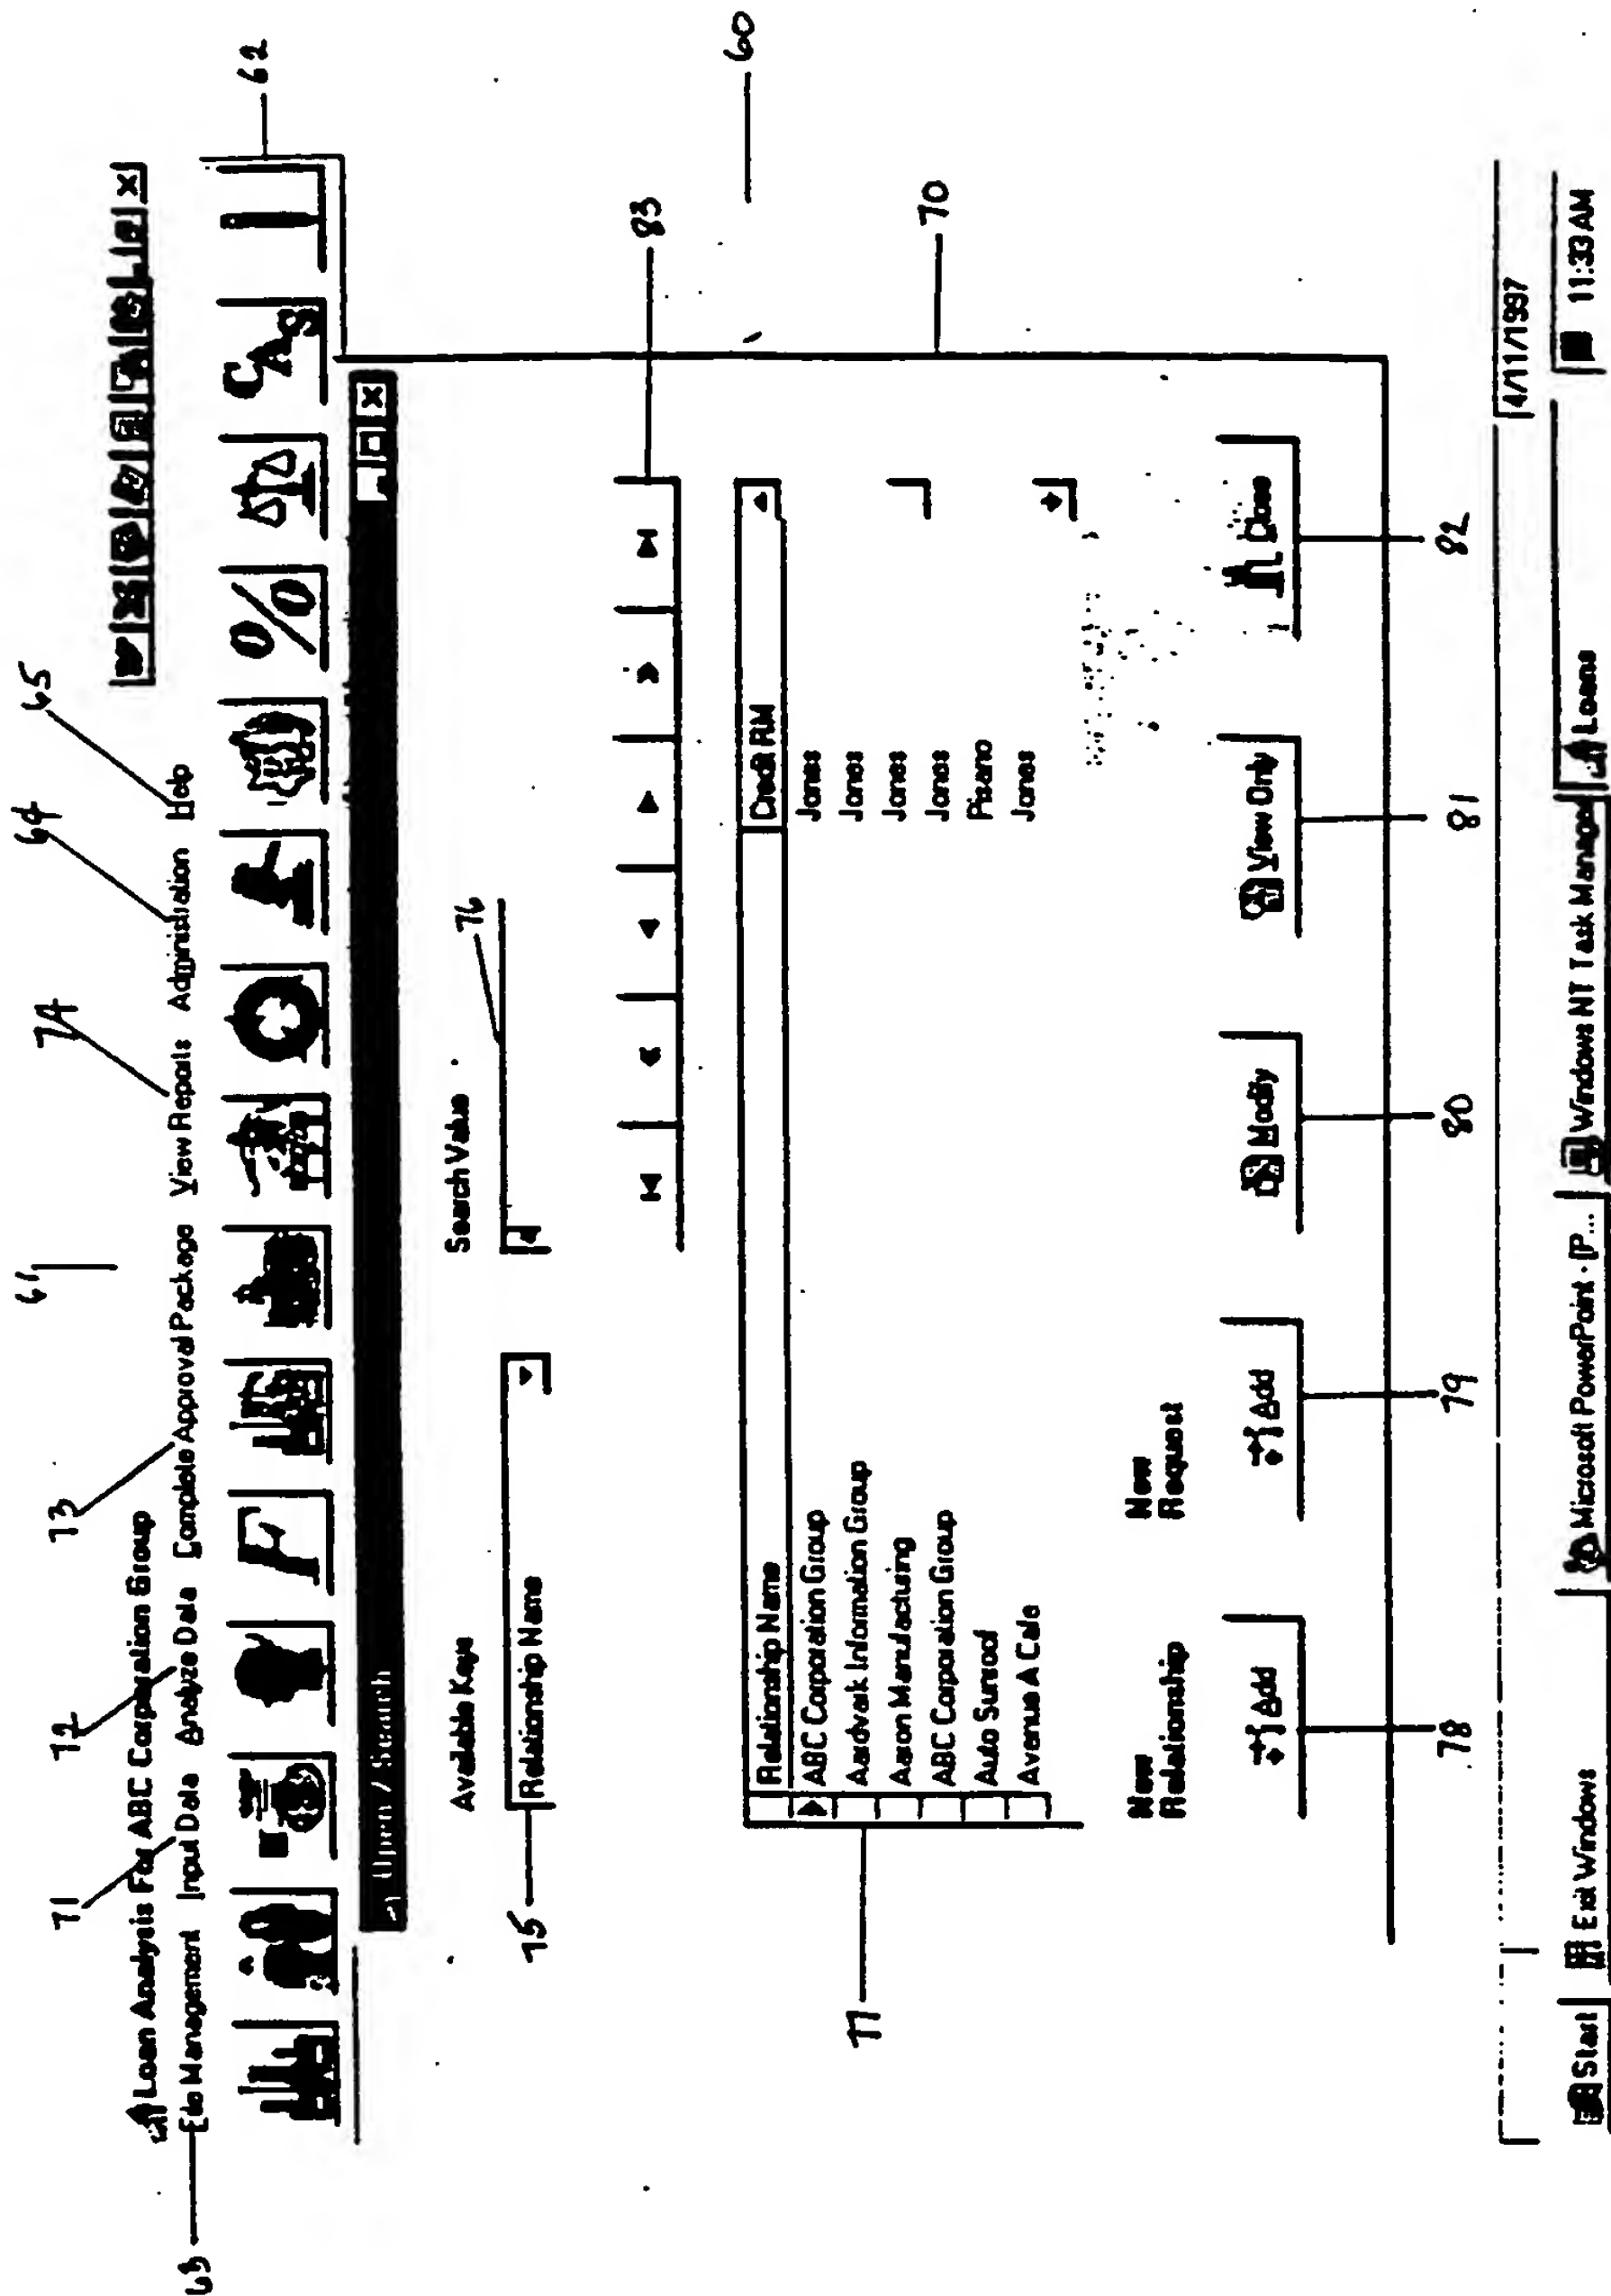 61
71 72 73 74 64 65
Loan Analysis For ABC Corporation Group
63
File Management Input Data Analyze Data Complete Approval Package View Reports Administration Help
F % CAS
62
Open / Search
Available Keys Search Value
75 Relationship Name 76
83
60
Relationship Name Credit RM
ABC Corporation Group Jones
Aardvark Information Group Jones
Aaron Manufacturing Jones
ABC Corporation Group Jones
Auto Sunroof Pisano
Avenue A Cafe Jones
77
70
New Relationship
New Request
Add Add Modify View Only Close
78 79 80 81 82
4/11/1997
Start Exit Windows Microsoft PowerPoint - [P... Windows NT Task Manager Loans 11:33 AM